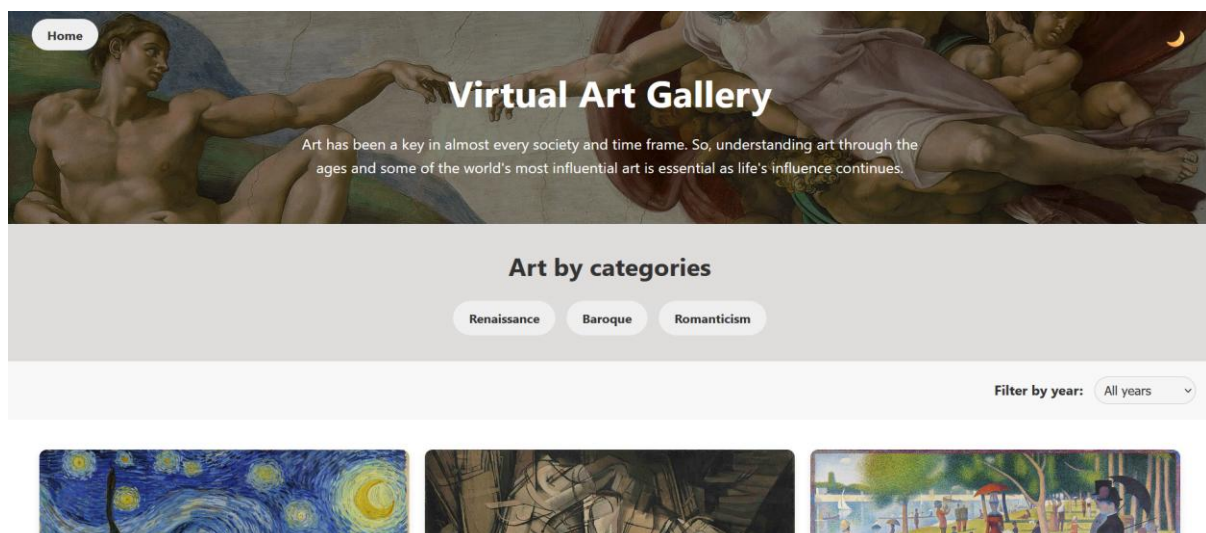 Home
Virtual Art Gallery
Art has been a key in almost every society and time frame. So, understanding art through the
ages and some of the world's most influential art is essential as life's influence continues.
Art by categories
Renaissance Baroque Romanticism
Filter by year: All years